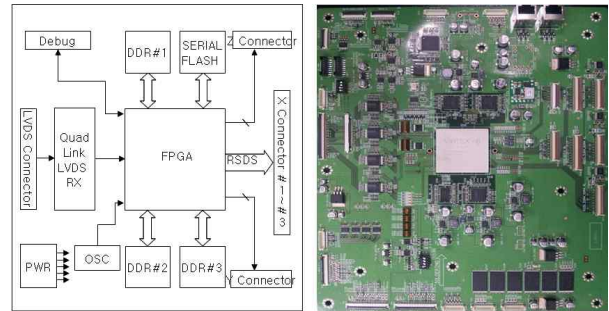 Debug
DDR#1
SERIAL
FLASH
Z Connector
LVDS Connector
Quad
Link
LVDS
RX
FPGA
RSDS
X Connector #1~#3
PWR
OSC
DDR#2
DDR#3
Y Connector